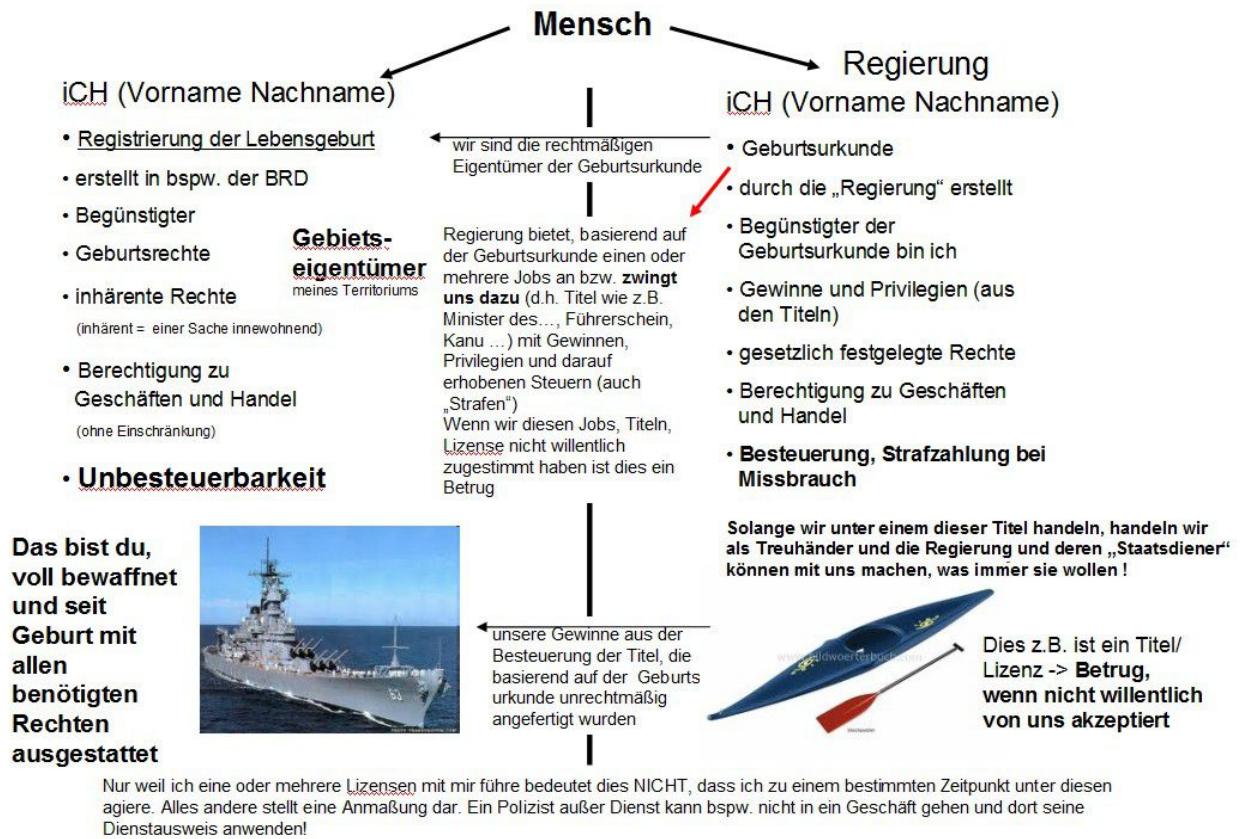 Mensch
iCH (Vorname Nachname)
• Registrierung der Lebensgeburt
• erstellt in bspw. der BRD
• Begünstigter
• Geburtsrechte
• inhärente Rechte
(inhärent = einer Sache innewohnend)
• Berechtigung zu
Geschäften und Handel
(ohne Einschränkung)
• Unbesteuerbarkeit
Gebiets-
eigentümer
meines Territoriums
wir sind die rechtmäßigen
Eigentümer der Geburtsurkunde
Regierung bietet, basierend auf
der Geburtsurkunde einen oder
mehrere Jobs an bzw. zwingt
uns dazu (d.h. Titel wie z.B.
Minister des…, Führerschein,
Kanu …) mit Gewinnen,
Privilegien und darauf
erhobenen Steuern (auch
„Strafen“)
Wenn wir diesen Jobs, Titeln,
Lizense nicht willentlich
zugestimmt haben ist dies ein
Betrug
Regierung
iCH (Vorname Nachname)
• Geburtsurkunde
• durch die „Regierung“ erstellt
• Begünstigter der
Geburtsurkunde bin ich
• Gewinne und Privilegien (aus
den Titeln)
• gesetzlich festgelegte Rechte
• Berechtigung zu Geschäften
und Handel
• Besteuerung, Strafzahlung bei
Missbrauch
Solange wir unter einem dieser Titel handeln, handeln wir
als Treuhänder und die Regierung und deren „Staatsdiener“
können mit uns machen, was immer sie wollen !
Das bist du,
voll bewaffnet
und seit
Geburt mit
allen
benötigten
Rechten
ausgestattet
63
unsere Gewinne aus der
Besteuerung der Titel, die
basierend auf der Geburts
urkunde unrechtmäßig
angefertigt wurden
www.bildwoerterbuch.com
Dies z.B. ist ein Titel/
Lizenz -> Betrug,
wenn nicht willentlich
von uns akzeptiert
Nur weil ich eine oder mehrere Lizensen mit mir führe bedeutet dies NICHT, dass ich zu einem bestimmten Zeitpunkt unter diesen
agiere. Alles andere stellt eine Anmaßung dar. Ein Polizist außer Dienst kann bspw. nicht in ein Geschäft gehen und dort seine
Dienstausweis anwenden!